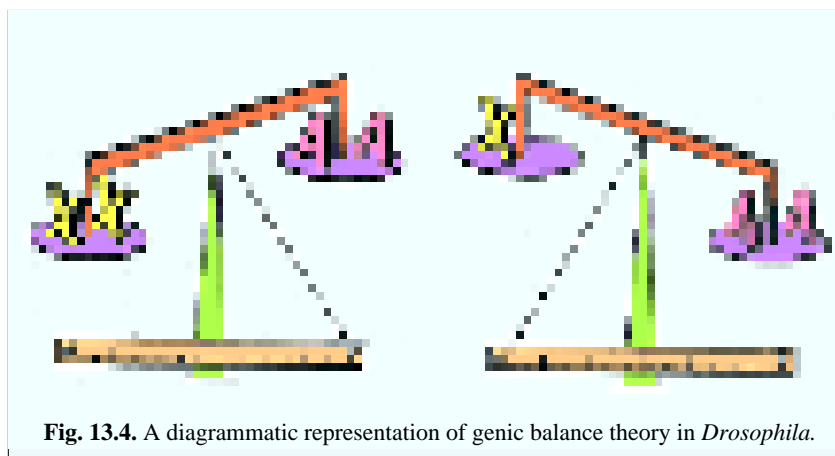 X
X X
A A
A A
Fig. 13.4. A diagrammatic representation of genic balance theory in Drosophila.